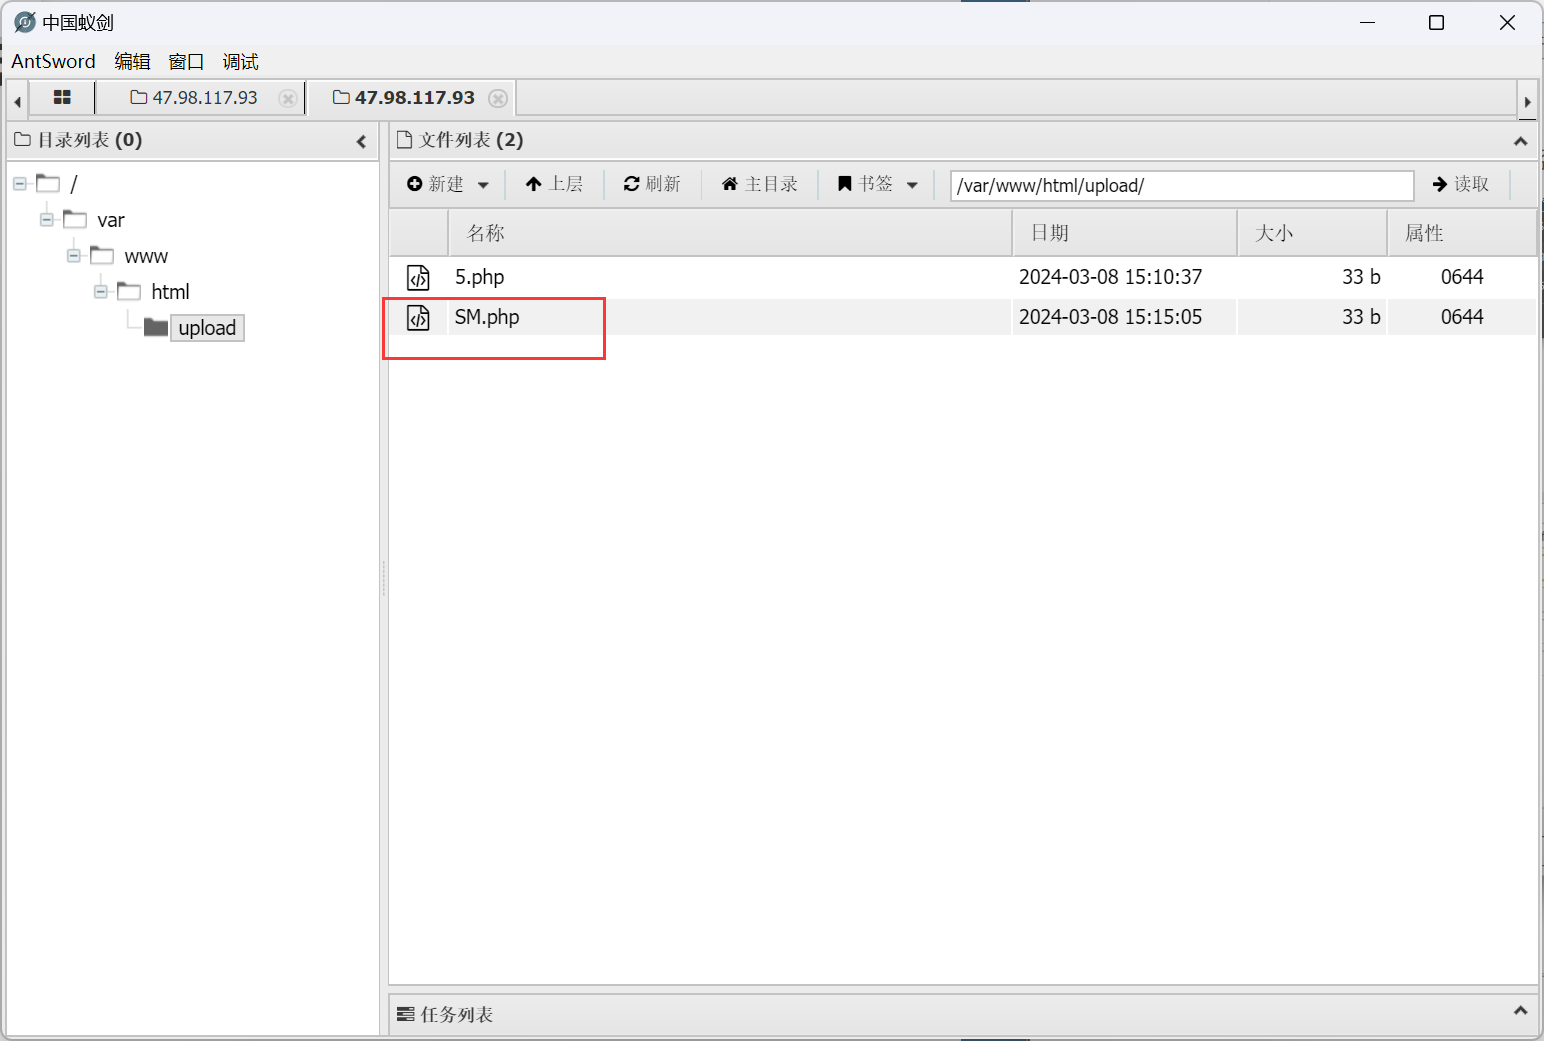 中国蚁剑
AntSword 编辑 窗口 调试
47.98.117.93 47.98.117.93
目录列表 (0)
/
var
www
html
upload
文件列表 (2)
新建 上层 刷新 主目录 书签 /var/www/html/upload/ 读取
名称 日期 大小 属性
5.php 2024-03-08 15:10:37 33 b 0644
SM.php 2024-03-08 15:15:05 33 b 0644
任务列表